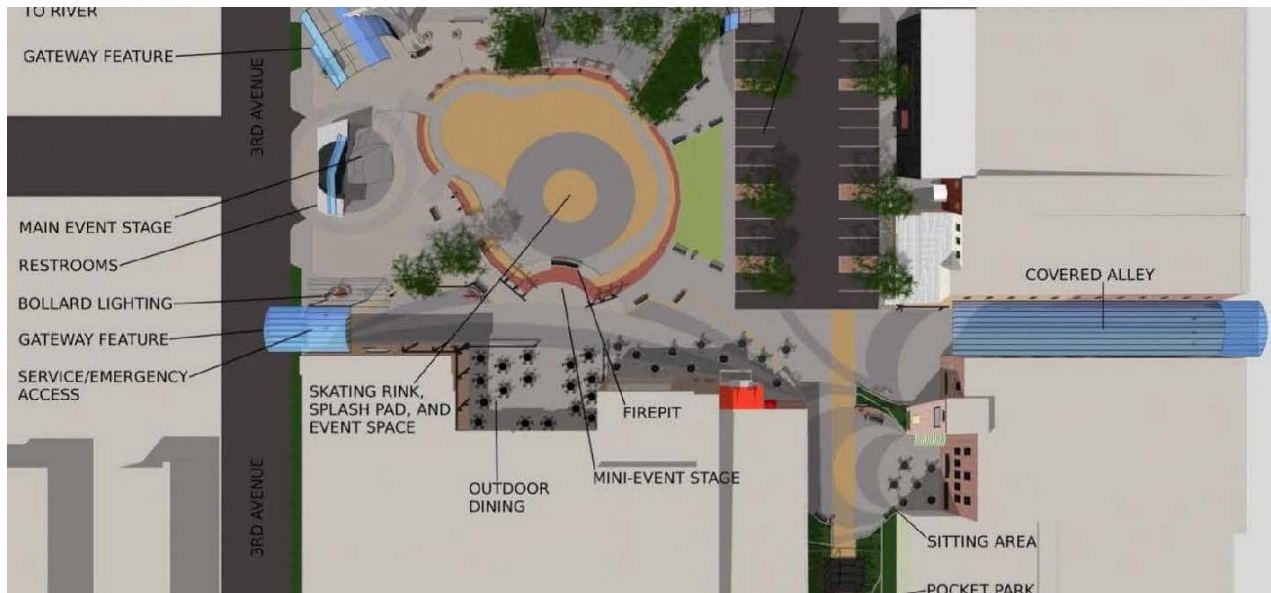 TO RIVER
GATEWAY FEATURE
3RD AVENUE
MAIN EVENT STAGE
RESTROOMS
BOLLARD LIGHTING
GATEWAY FEATURE
SERVICE/EMERGENCY
ACCESS
COVERED ALLEY
SKATING RINK,
SPLASH PAD, AND
EVENT SPACE
FIREPIT
MINI-EVENT STAGE
OUTDOOR
DINING
3RD AVENUE
SITTING AREA
POCKET PARK